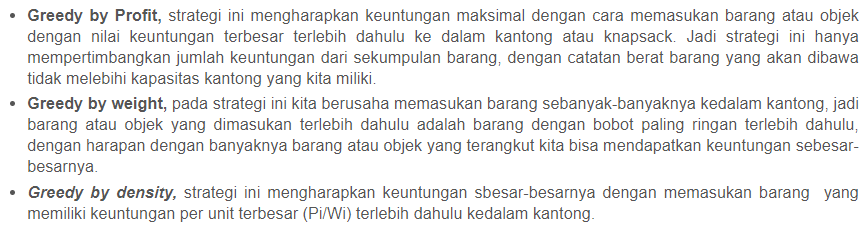 • Greedy by Profit, strategi ini mengharapkan keuntungan maksimal dengan cara memasukan barang atau objek
dengan nilai keuntungan terbesar terlebih dahulu ke dalam kantong atau knapsack. Jadi strategi ini hanya
mempertimbangkan jumlah keuntungan dari sekumpulan barang, dengan catatan berat barang yang akan dibawa
tidak melebihi kapasitas kantong yang kita miliki.
• Greedy by weight, pada strategi ini kita berusaha memasukan barang sebanyak-banyaknya kedalam kantong, jadi
barang atau objek yang dimasukan terlebih dahulu adalah barang dengan bobot paling ringan terlebih dahulu,
dengan harapan dengan banyaknya barang atau objek yang terangkut kita bisa mendapatkan keuntungan sebesar-
besarnya.
• Greedy by density, strategi ini mengharapkan keuntungan sbesar-besarnya dengan memasukan barang yang
memiliki keuntungan per unit terbesar (Pi/Wi) terlebih dahulu kedalam kantong.